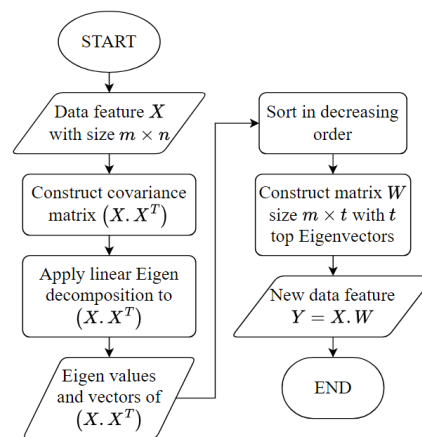 START
Data feature X
with size m × n
Construct covariance
matrix (X.X^T)
Apply linear Eigen
decomposition to
(X.X^T)
Eigen values
and vectors of
(X.X^T)
Sort in decreasing
order
Construct matrix W
size m × t with t
top Eigenvectors
New data feature
Y = X.W
END